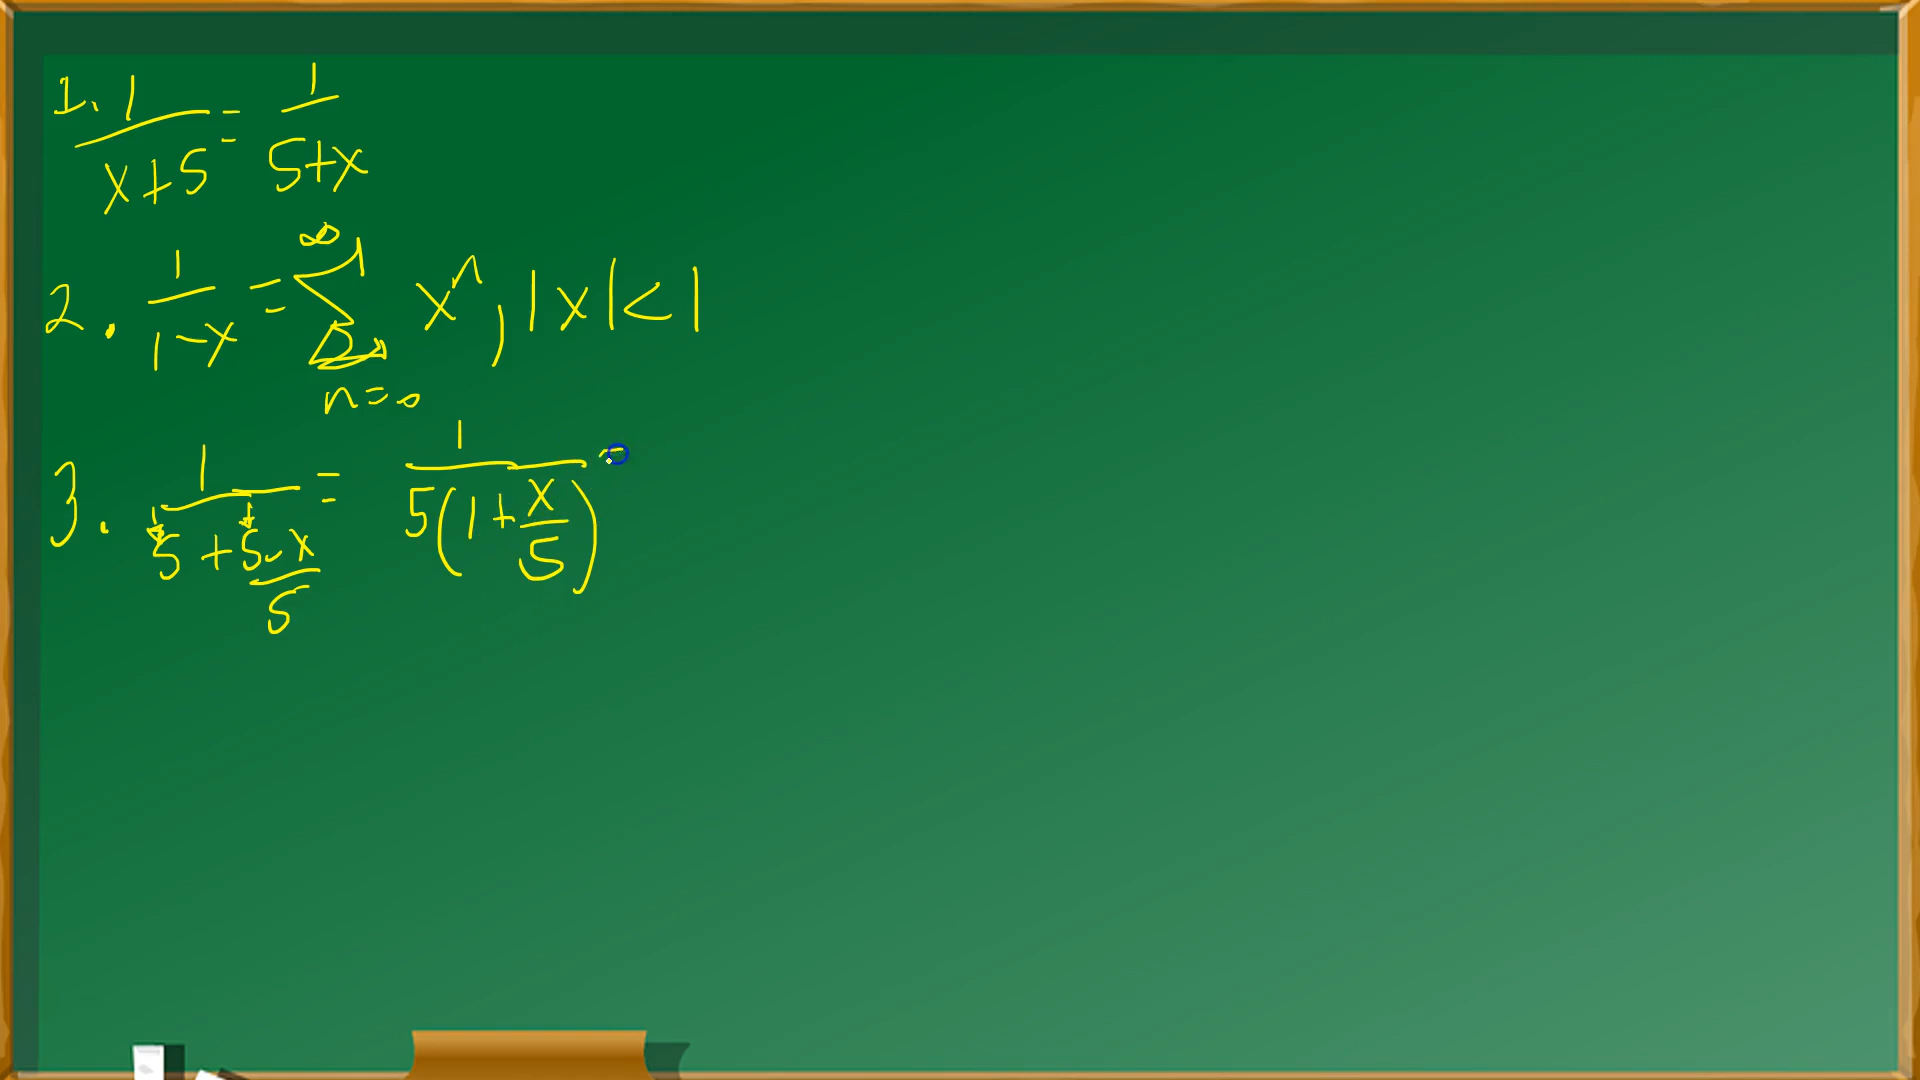 1. 1/(x+5) = 1/(5+x)
2. 1/(1-x) = ∑_{n=0}^{∞} x^n, |x| < 1
3. 1/(5 + 5·x/5) = 1/(5(1 + x/5)) =